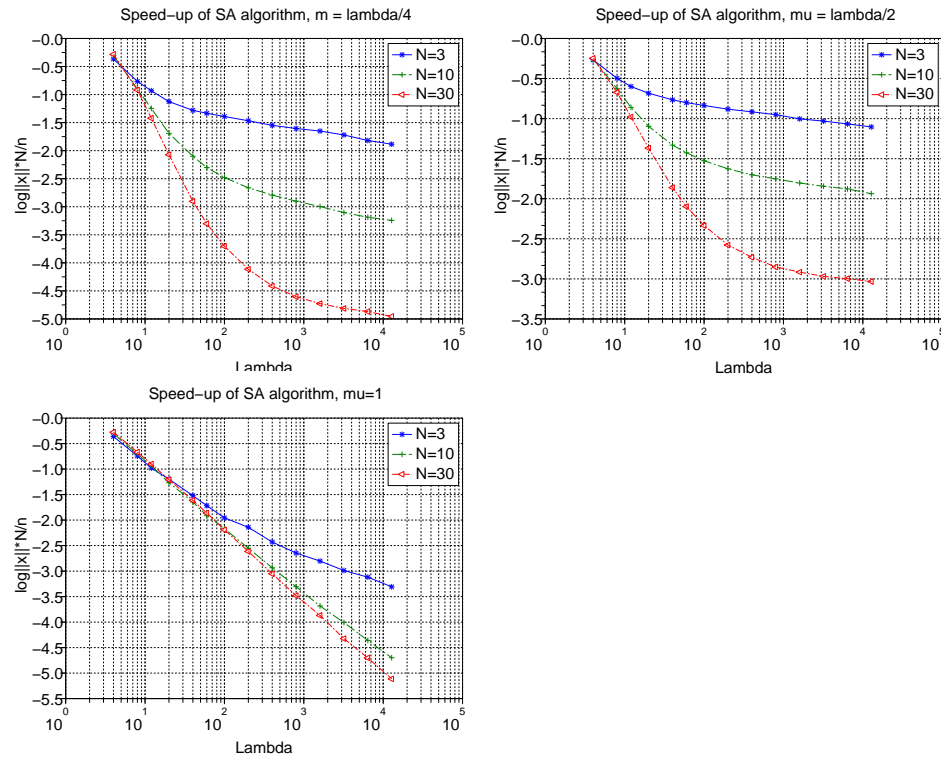 Speed-up of SA algorithm, m = lambda/4
−0.0
−0.5
−1.0
−1.5
−2.0
−2.5
−3.0
−3.5
−4.0
−4.5
−5.0
log||x||*N/n
N=3
N=10
N=30
10^0 10^1 10^2 10^3 10^4 10^5
Lambda
Speed-up of SA algorithm, mu = lambda/2
−0.0
−0.5
−1.0
−1.5
−2.0
−2.5
−3.0
−3.5
log||x||*N/n
N=3
N=10
N=30
10^0 10^1 10^2 10^3 10^4 10^5
Lambda
Speed-up of SA algorithm, mu=1
−0.0
−0.5
−1.0
−1.5
−2.0
−2.5
−3.0
−3.5
−4.0
−4.5
−5.0
−5.5
log||x||*N/n
N=3
N=10
N=30
10^0 10^1 10^2 10^3 10^4 10^5
Lambda